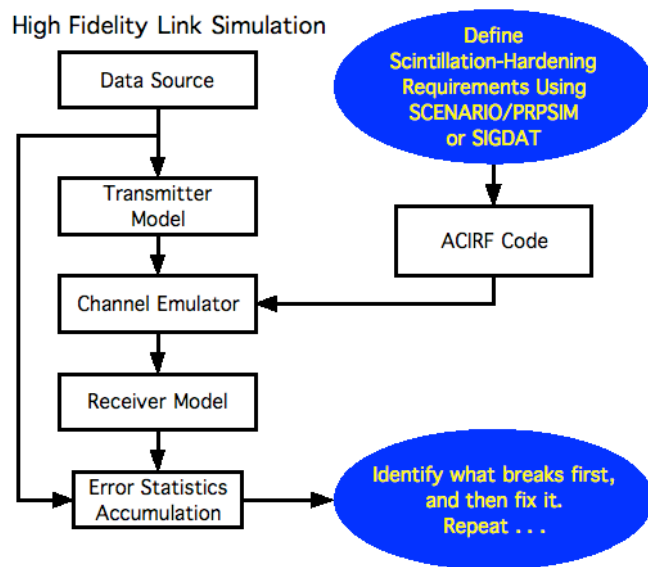 High Fidelity Link Simulation
Data Source
Transmitter
Model
Channel Emulator
Receiver Model
Error Statistics
Accumulation
Define
Scintillation-Hardening
Requirements Using
SCENARIO/PRPSIM
or SIGDAT
ACIRF Code
Identify what breaks first,
and then fix it.
Repeat . . .